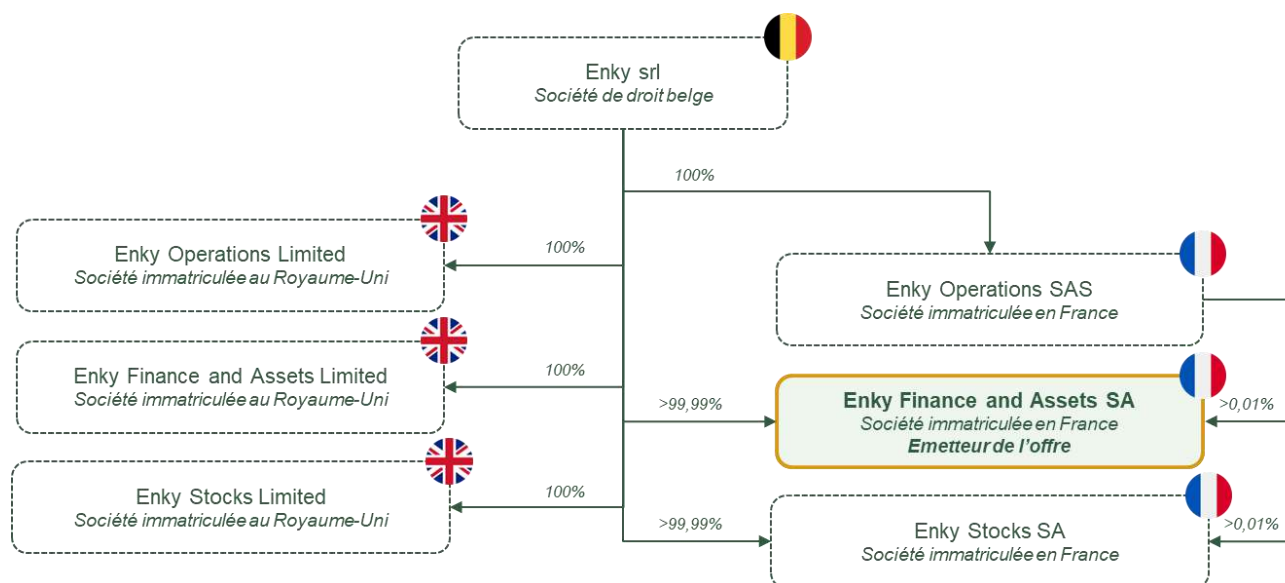 Enky srl
Société de droit belge
100%
Enky Operations Limited
Société immatriculée au Royaume-Uni
100%
Enky Operations SAS
Société immatriculée en France
Enky Finance and Assets Limited
Société immatriculée au Royaume-Uni
100%
>99,99%
Enky Finance and Assets SA
Société immatriculée en France
Emetteur de l'offre
>0,01%
Enky Stocks Limited
Société immatriculée au Royaume-Uni
100%
>99,99%
Enky Stocks SA
Société immatriculée en France
>0,01%